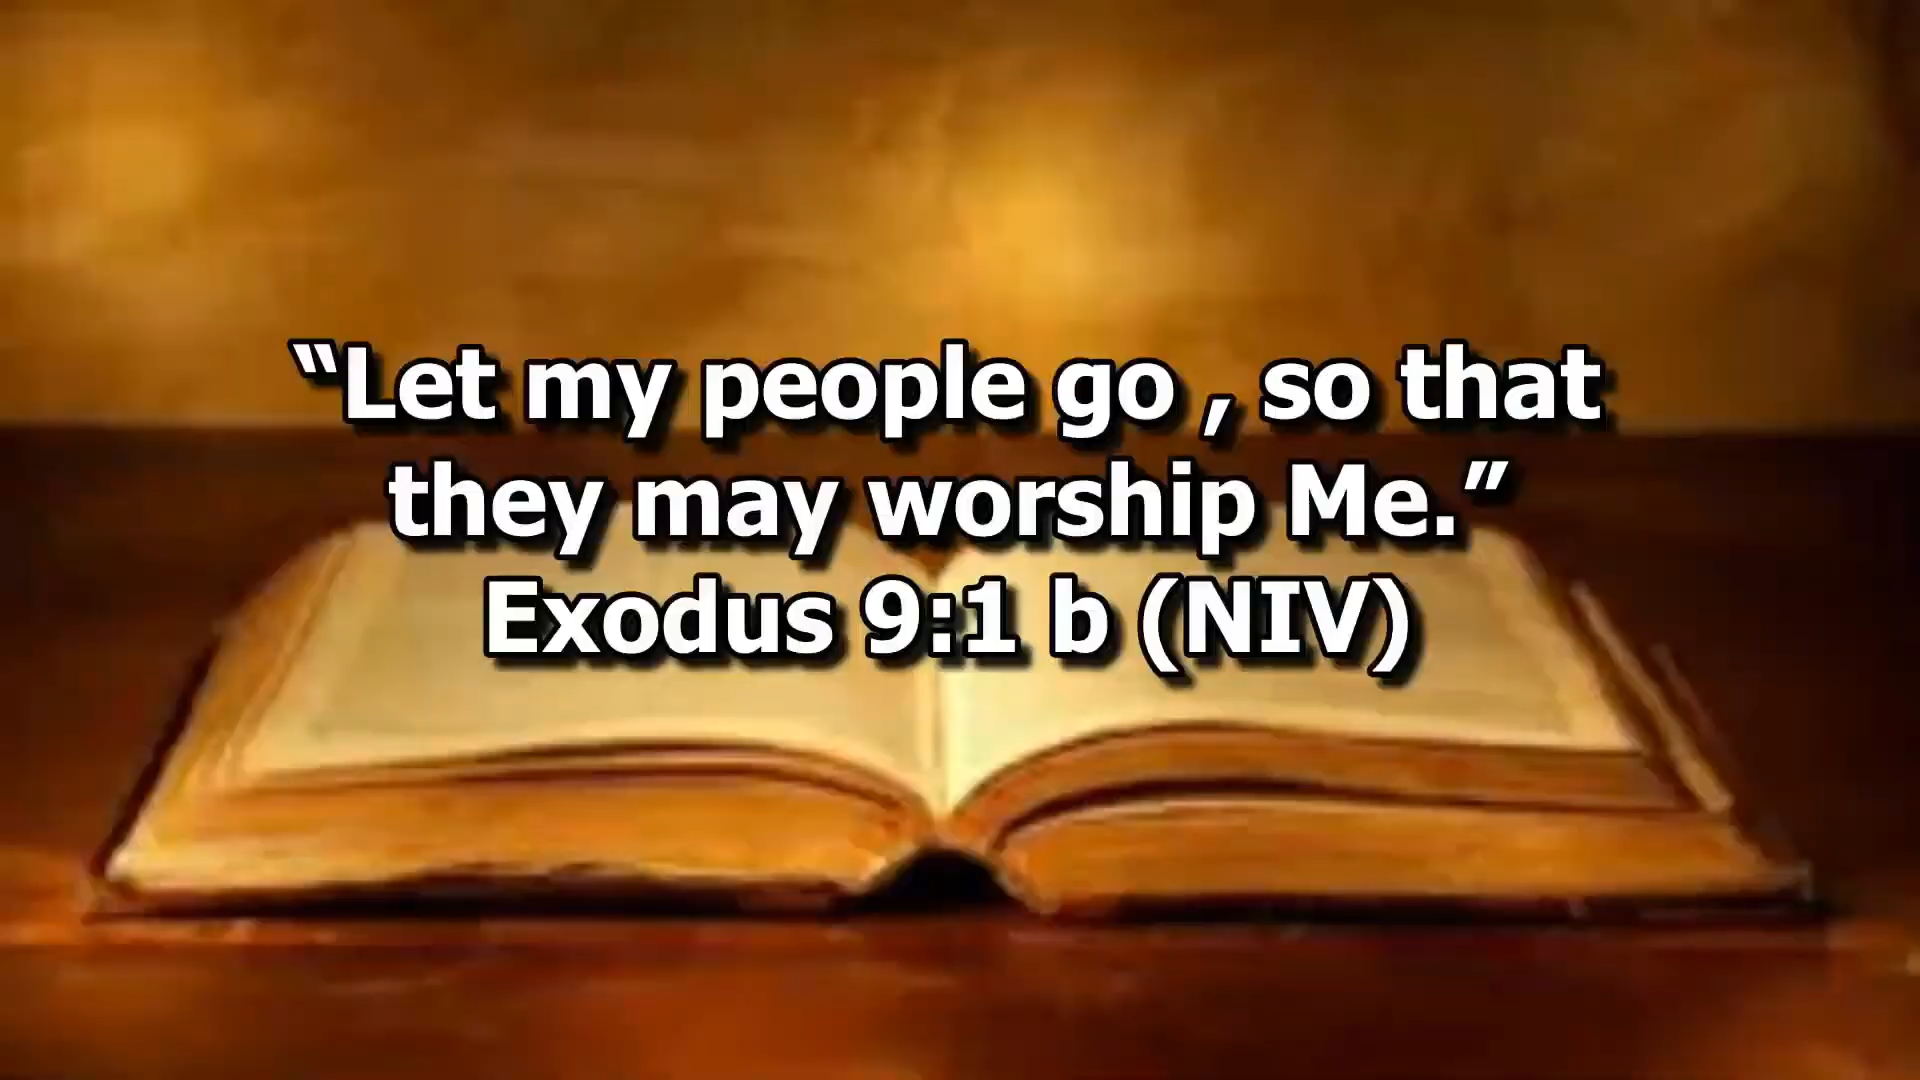 “Let my people go , so that
they may worship Me.”
Exodus 9:1 b (NIV)